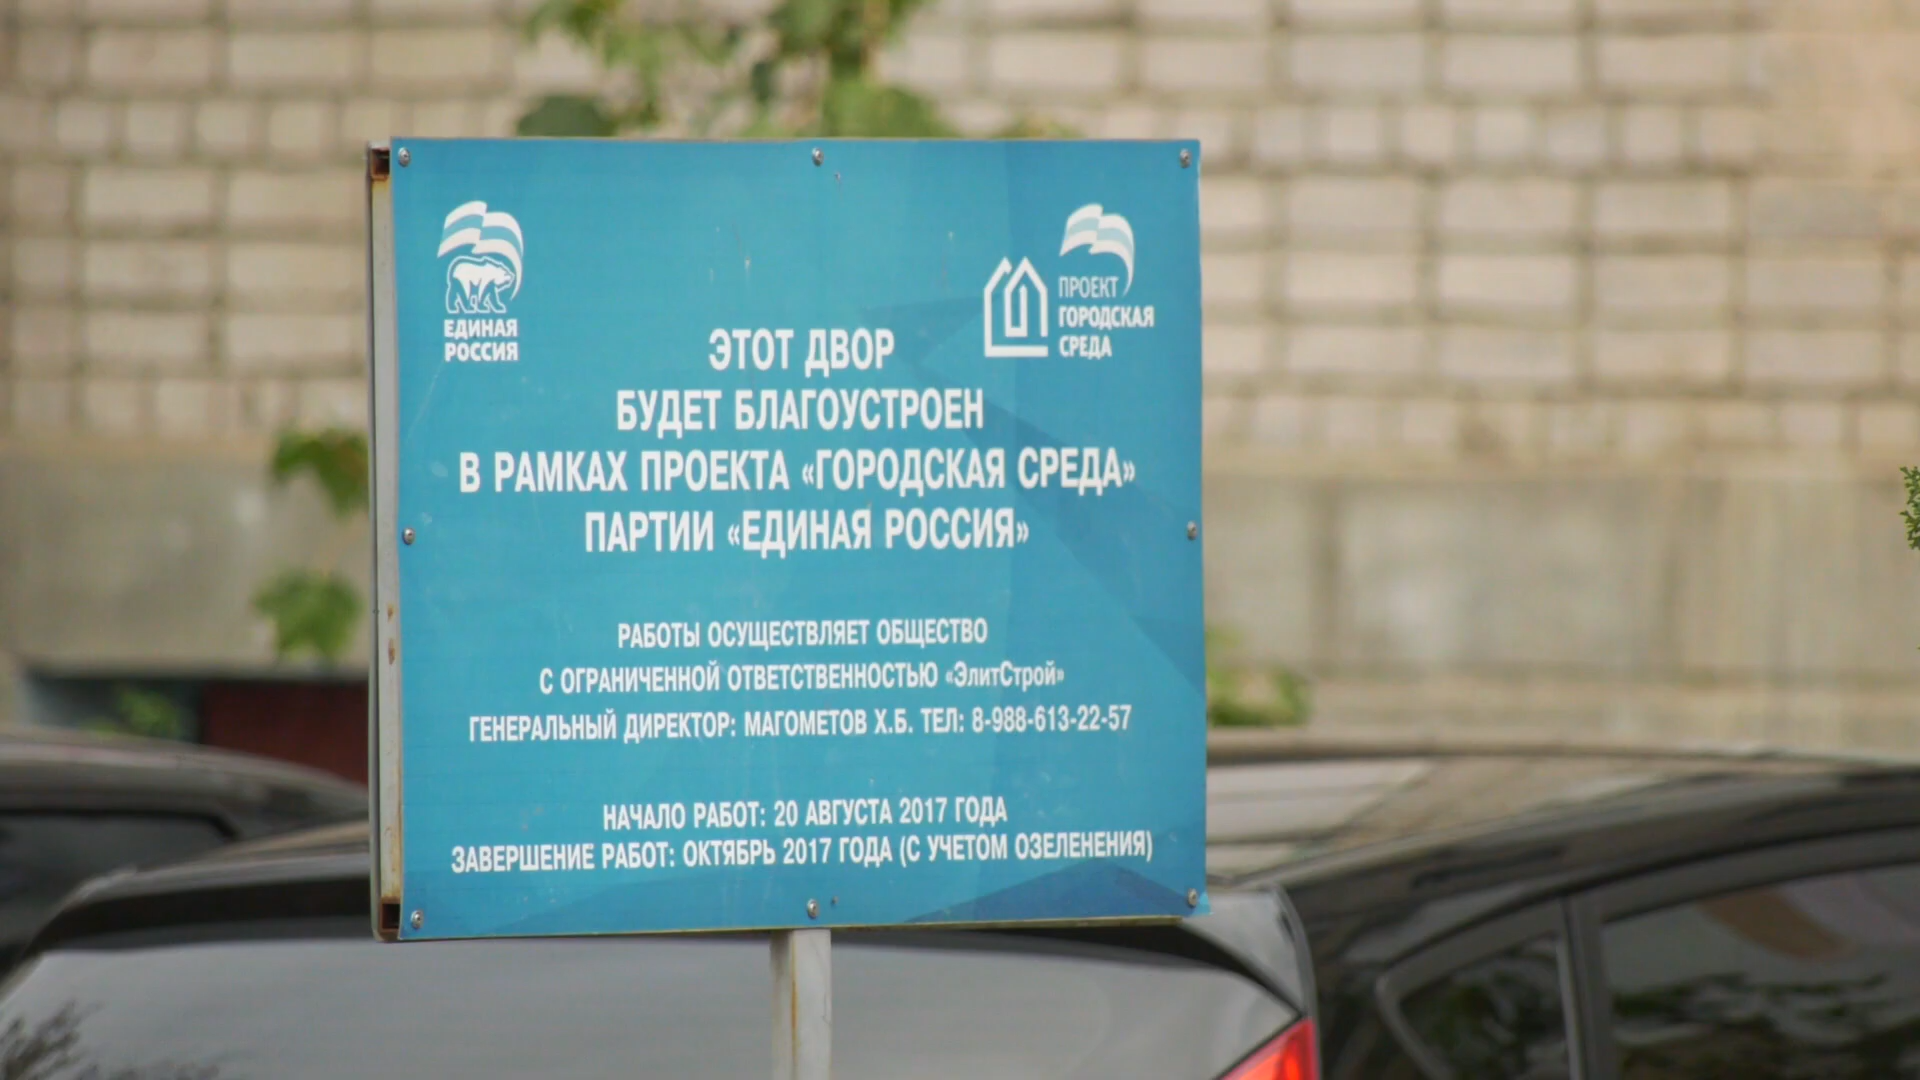 ЕДИНАЯ
РОССИЯ
ПРОЕКТ
ГОРОДСКАЯ
СРЕДА
ЭТОТ ДВОР
БУДЕТ БЛАГОУСТРОЕН
В РАМКАХ ПРОЕКТА «ГОРОДСКАЯ СРЕДА»
ПАРТИИ «ЕДИНАЯ РОССИЯ»
РАБОТЫ ОСУЩЕСТВЛЯЕТ ОБЩЕСТВО
С ОГРАНИЧЕННОЙ ОТВЕТСТВЕННОСТЬЮ «ЭлитСтрой»
ГЕНЕРАЛЬНЫЙ ДИРЕКТОР: МАГОМЕТОВ Х.Б. ТЕЛ: 8-988-613-22-57
НАЧАЛО РАБОТ: 20 АВГУСТА 2017 ГОДА
ЗАВЕРШЕНИЕ РАБОТ: ОКТЯБРЬ 2017 ГОДА (С УЧЕТОМ ОЗЕЛЕНЕНИЯ)